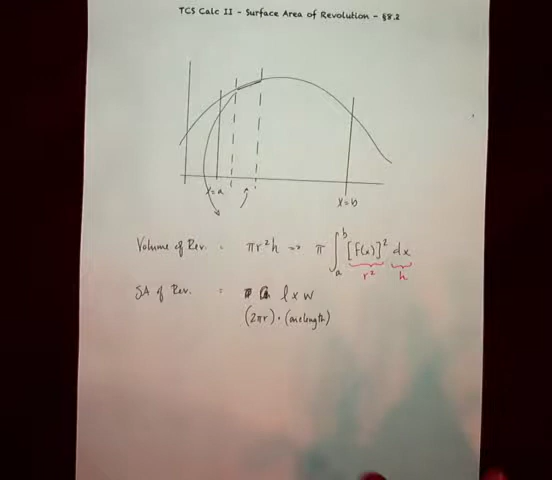 TCS Calc II - Surface Area of Revolution - §8.2
x=a
x=b
Volume of Rev. = πr²h => π ∫ₐᵇ [f(x)]² dx
r² h
SA of Rev. = l x w
(2πr) · (arclength)